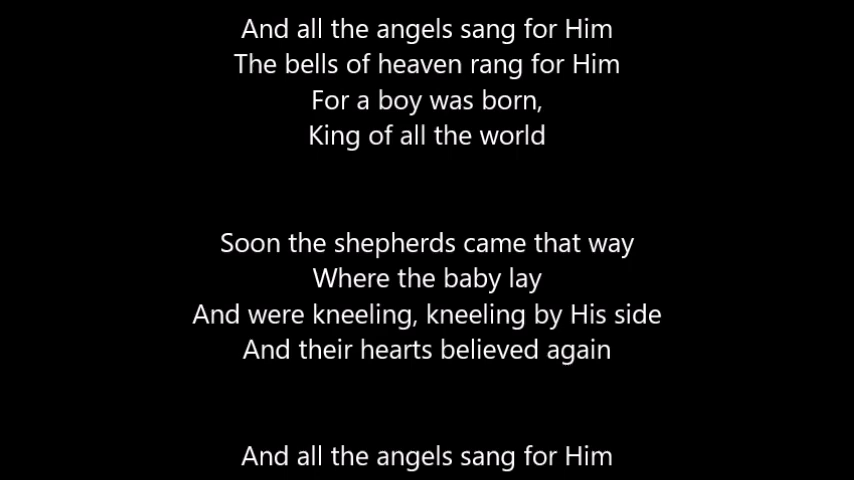 And all the angels sang for Him
The bells of heaven rang for Him
For a boy was born,
King of all the world
Soon the shepherds came that way
Where the baby lay
And were kneeling, kneeling by His side
And their hearts believed again
And all the angels sang for Him